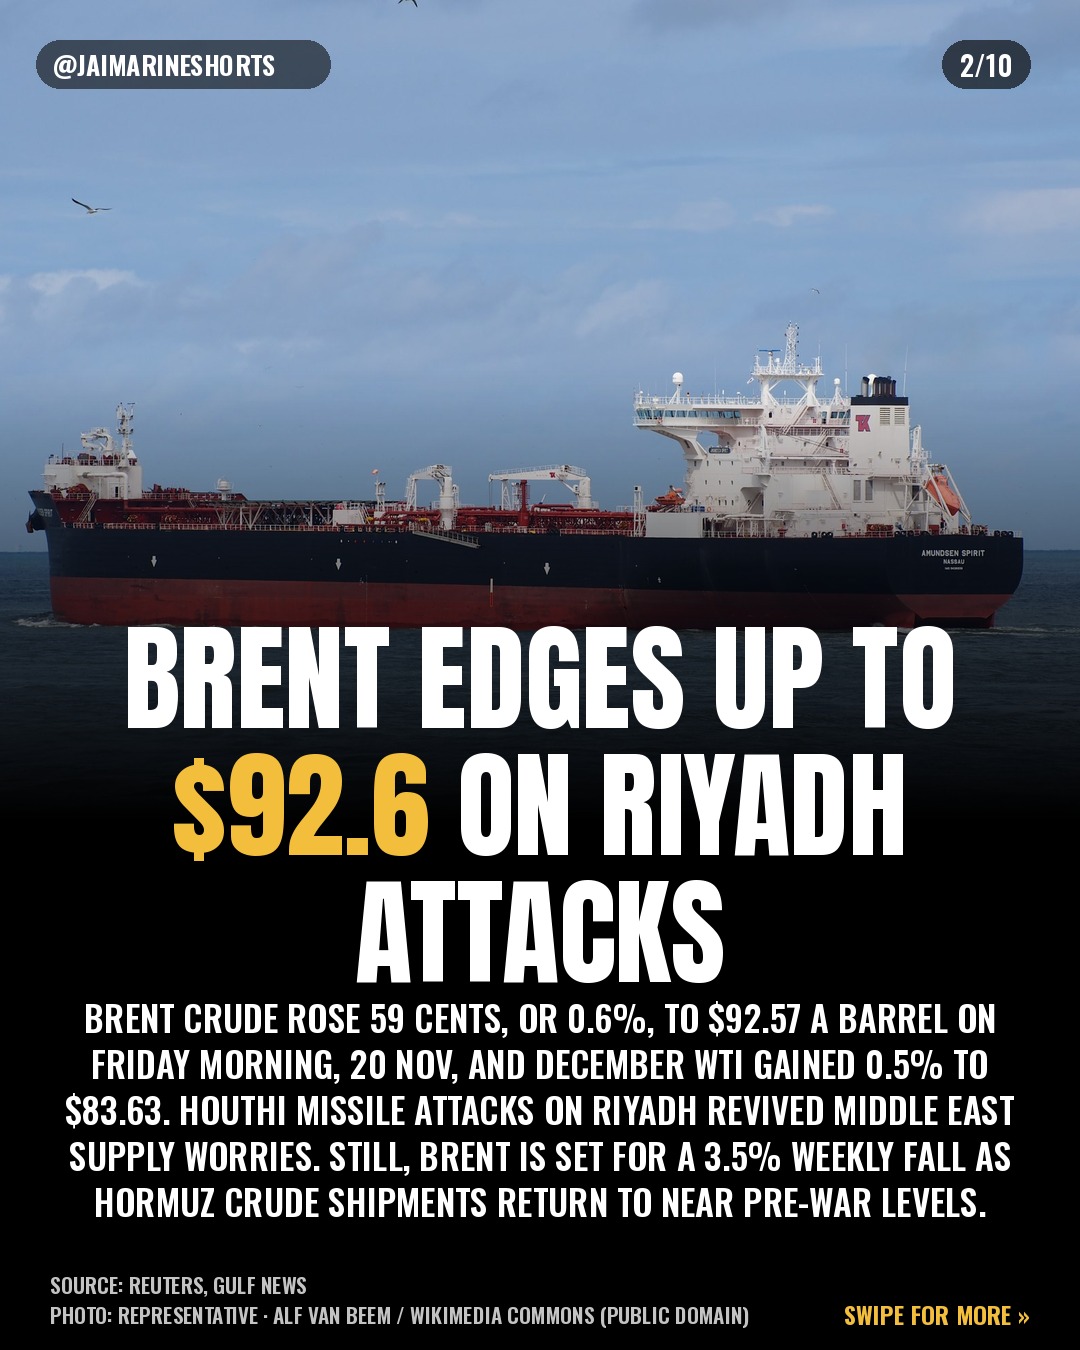 @JAIMARINESHORTS
2/10
AMUNDSEN SPIRIT
NASSAU
BRENT EDGES UP TO
$92.6 ON RIYADH
ATTACKS
BRENT CRUDE ROSE 59 CENTS, OR 0.6%, TO $92.57 A BARREL ON
FRIDAY MORNING, 20 NOV, AND DECEMBER WTI GAINED 0.5% TO
$83.63. HOUTHI MISSILE ATTACKS ON RIYADH REVIVED MIDDLE EAST
SUPPLY WORRIES. STILL, BRENT IS SET FOR A 3.5% WEEKLY FALL AS
HORMUZ CRUDE SHIPMENTS RETURN TO NEAR PRE-WAR LEVELS.
SOURCE: REUTERS, GULF NEWS
PHOTO: REPRESENTATIVE · ALF VAN BEEM / WIKIMEDIA COMMONS (PUBLIC DOMAIN)
SWIPE FOR MORE »